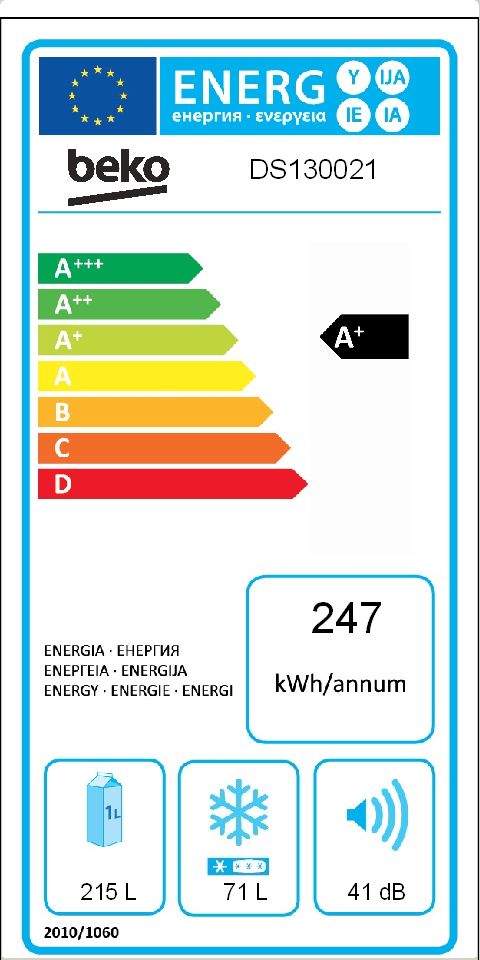 ENERG Y IJA
енергия · ενεργεια IE IA
beko DS130021
A+++
A++
A+ A+
A
B
C
D
247
kWh/annum
ENERGIA · ЕНЕРГИЯ
ΕΝΕΡΓΕΙΑ · ENERGIJA
ENERGY · ENERGIE · ENERGI
1L
215 L 71 L 41 dB
2010/1060